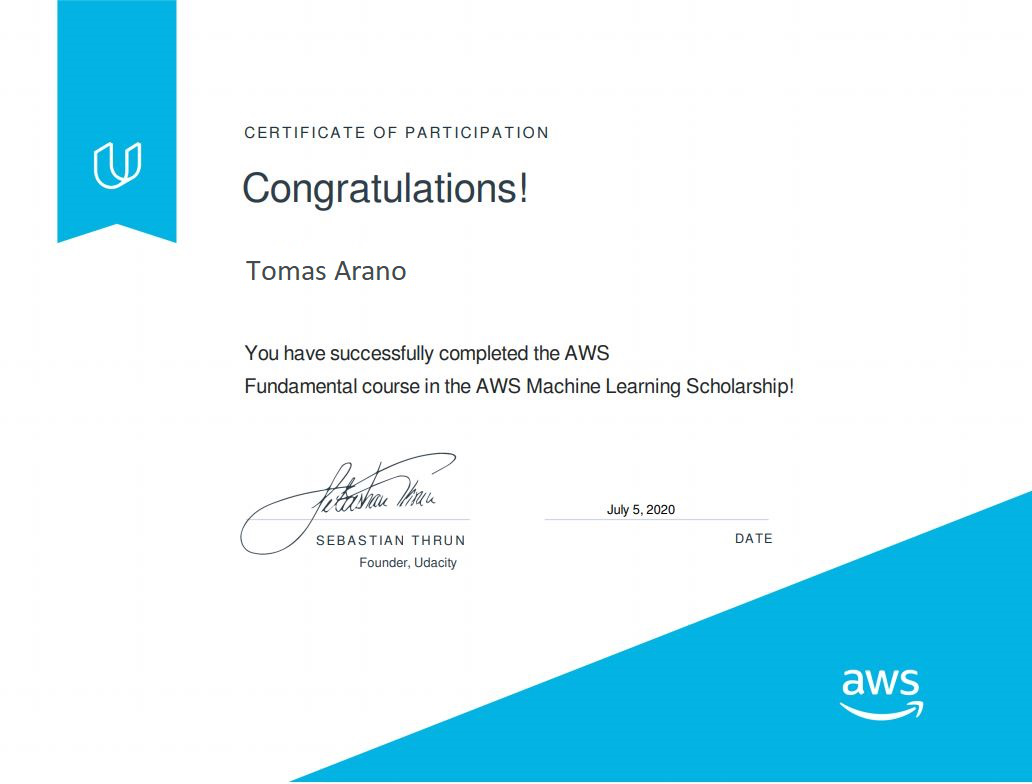 CERTIFICATE OF PARTICIPATION
Congratulations!
Tomas Arano
You have successfully completed the AWS
Fundamental course in the AWS Machine Learning Scholarship!
Sebastian Thrun
July 5, 2020
SEBASTIAN THRUN
DATE
Founder, Udacity
aws